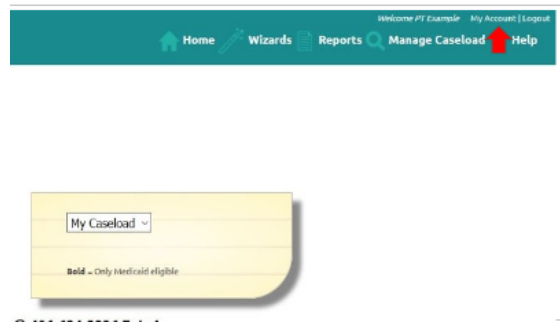 Welcome PT Example My Account | Logout
Home Wizards Reports Manage Caseload Help
My Caseload
Bold = Only Medicaid eligible